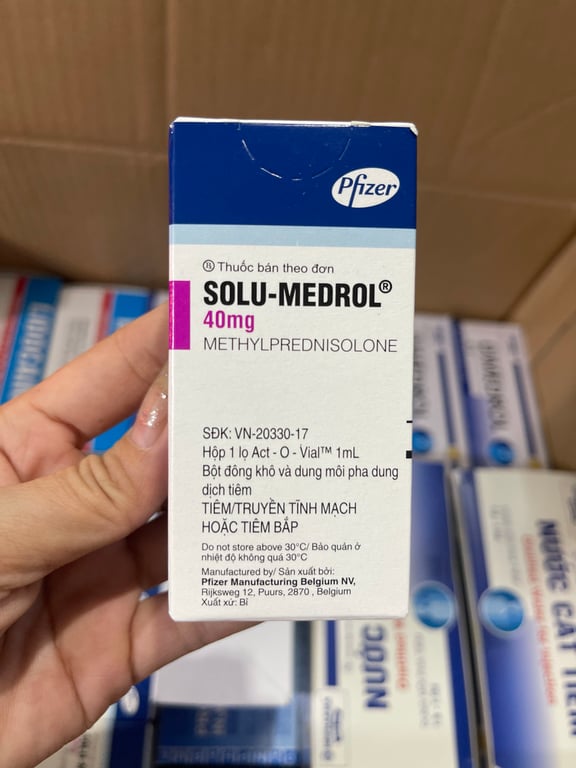 Pfizer
℞ Thuốc bán theo đơn
SOLU-MEDROL®
40mg
METHYLPREDNISOLONE
SĐK: VN-20330-17
Hộp 1 lọ Act - O - Vial™ 1mL
Bột đông khô và dung môi pha dung
dịch tiêm
TIÊM/TRUYỀN TĨNH MẠCH
HOẶC TIÊM BẮP
Do not store above 30°C/ Bảo quản ở
nhiệt độ không quá 30°C
Manufactured by/ Sản xuất bởi:
Pfizer Manufacturing Belgium NV,
Rijksweg 12, Puurs, 2870 , Belgium
Xuất xứ: Bỉ
NƯỚC
NƯỚC CẤT TIÊM